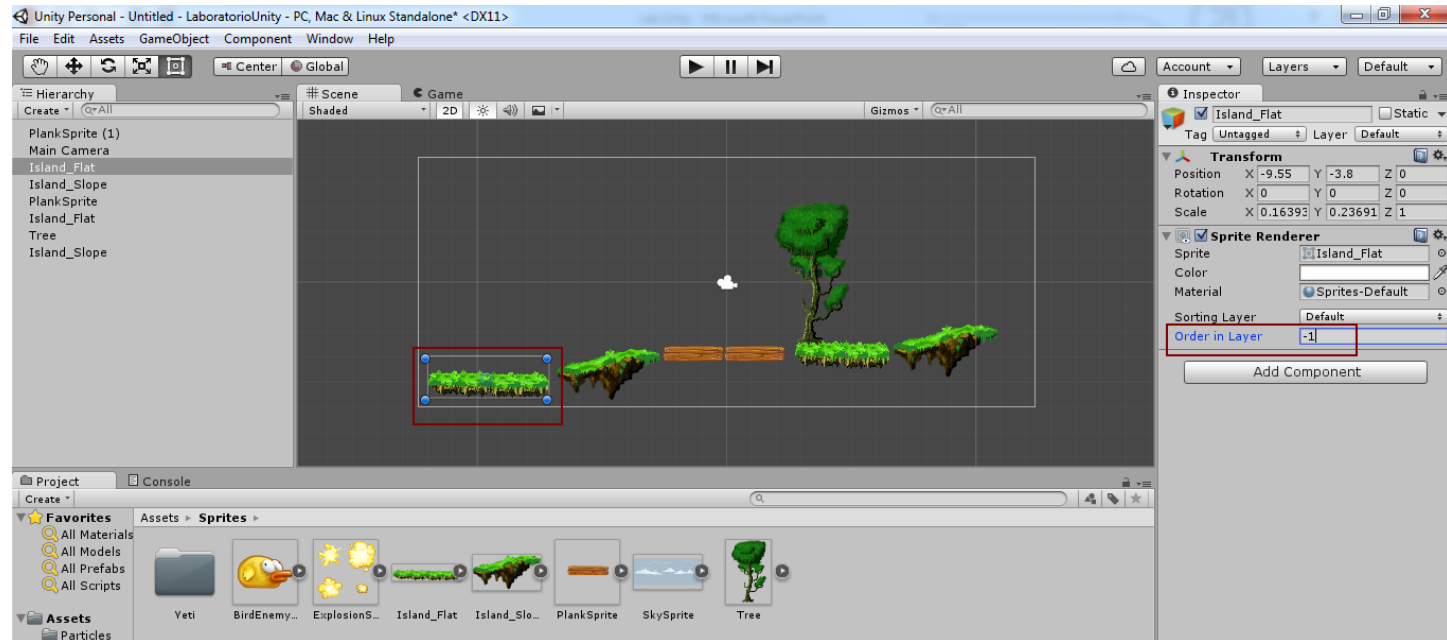 Unity Personal - Untitled - LaboratorioUnity - PC, Mac & Linux Standalone* <DX11>
File Edit Assets GameObject Component Window Help
Center Global Account Layers Default
Hierarchy
Create All
PlankSprite (1)
Main Camera
Island_Flat
Island_Slope
PlankSprite
Island_Flat
Tree
Island_Slope
Scene Game
Shaded 2D Gizmos All
Inspector
Island_Flat Static
Tag Untagged Layer Default
Transform
Position X -9.55 Y -3.8 Z 0
Rotation X 0 Y 0 Z 0
Scale X 0.16393 Y 0.23691 Z 1
Sprite Renderer
Sprite Island_Flat
Color
Material Sprites-Default
Sorting Layer Default
Order in Layer -1
Add Component
Project Console
Create
Favorites
All Materials
All Models
All Prefabs
All Scripts
Assets
Particles
Assets ▸ Sprites ▸
Yeti BirdEnemy... ExplosionS... Island_Flat Island_Slo... PlankSprite SkySprite Tree